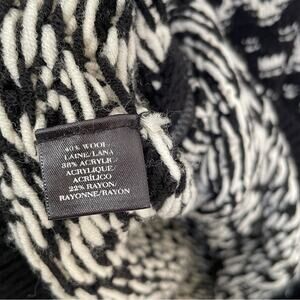 40% WOOL
LAINE/LANA
38% ACRYLIC/
ACRYLIQUE/
ACRÍLICO
22% RAYON/
RAYONNE/RAYON